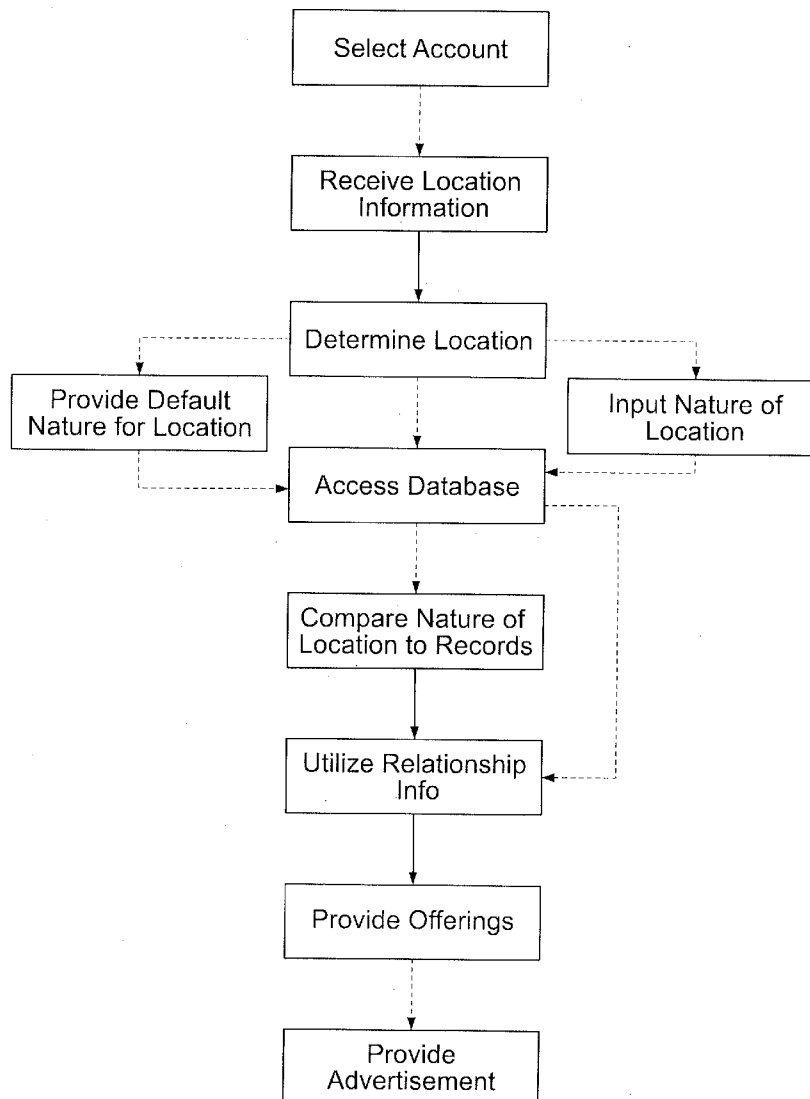 Select Account
Receive Location
Information
Determine Location
Provide Default
Nature for Location
Input Nature of
Location
Access Database
Compare Nature of
Location to Records
Utilize Relationship
Info
Provide Offerings
Provide
Advertisement